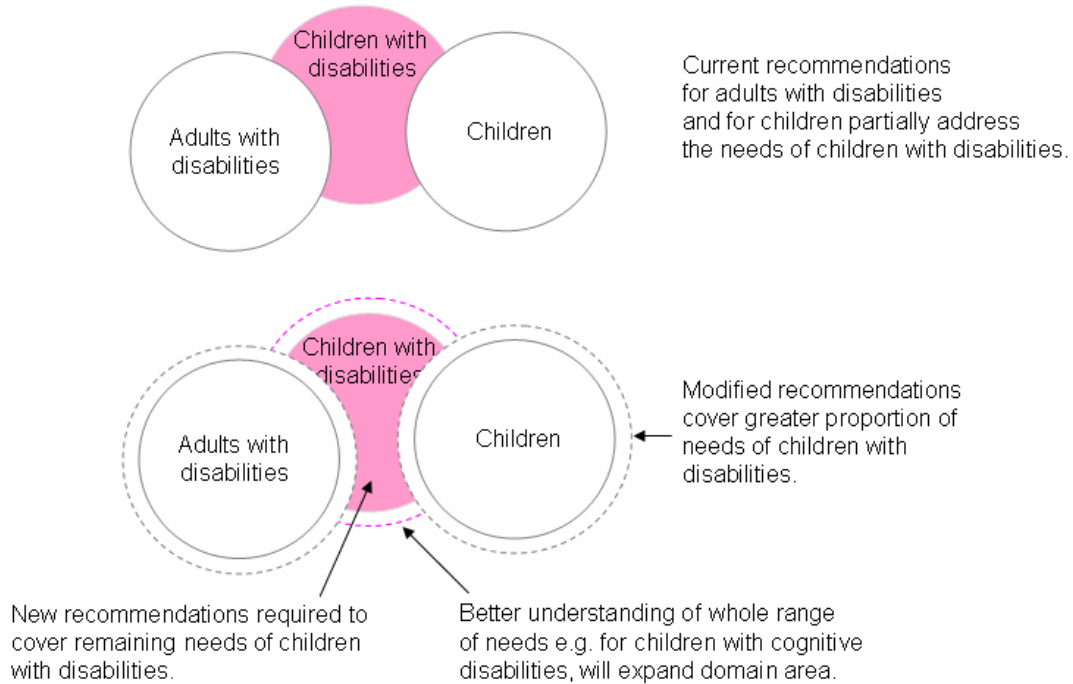 Children with
disabilities
Adults with
disabilities
Children
Current recommendations
for adults with disabilities
and for children partially address
the needs of children with disabilities.
Children with
disabilities
Adults with
disabilities
Children
Modified recommendations
cover greater proportion of
needs of children with
disabilities.
New recommendations required to
cover remaining needs of children
with disabilities.
Better understanding of whole range
of needs e.g. for children with cognitive
disabilities, will expand domain area.